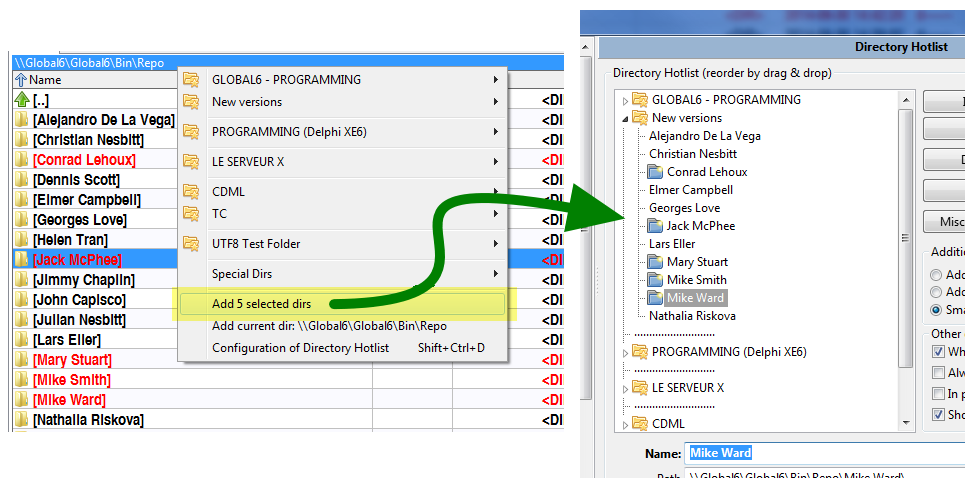 \\Global6\Global6\Bin\Repo
Name
[..]
<DI
[Alejandro De La Vega]
[Christian Nesbitt]
<DI
[Conrad Lehoux]
<DI
[Dennis Scott]
<DI
[Elmer Campbell]
<DI
[Georges Love]
<DI
[Helen Tran]
<DI
[Jack McPhee]
<DI
[Jimmy Chaplin]
<DI
[John Capisco]
<DI
[Julian Nesbitt]
<DI
[Lars Eller]
<DI
[Mary Stuart]
<DI
[Mike Smith]
<DI
[Mike Ward]
<DI
[Nathalia Riskova]
<DI
GLOBAL6 - PROGRAMMING
New versions
PROGRAMMING (Delphi XE6)
LE SERVEUR X
CDML
TC
UTF8 Test Folder
Special Dirs
Add 5 selected dirs
Add current dir: \\Global6\Global6\Bin\Repo
Configuration of Directory Hotlist Shift+Ctrl+D
Directory Hotlist
Directory Hotlist (reorder by drag & drop)
GLOBAL6 - PROGRAMMING
New versions
Alejandro De La Vega
Christian Nesbitt
Conrad Lehoux
Elmer Campbell
Georges Love
Jack McPhee
Lars Eller
Mary Stuart
Mike Smith
Mike Ward
Nathalia Riskova
PROGRAMMING (Delphi XE6)
LE SERVEUR X
CDML
Misc
Additi
Add
Add
Sma
Other
Wh
Alw
In p
Sho
Name: Mike Ward
Path \\Global6\Global6\Bin\Repo\Mike Ward\